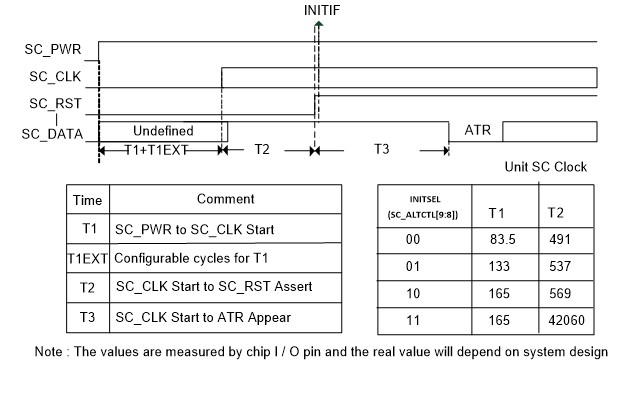 INITIF
SC_PWR
SC_CLK
SC_RST
SC_DATA
Undefined
ATR
T1+T1EXT
T2
T3
Unit SC Clock
Time Comment
T1 SC_PWR to SC_CLK Start
T1EXT Configurable cycles for T1
T2 SC_CLK Start to SC_RST Assert
T3 SC_CLK Start to ATR Appear
INITSEL
(SC_ALTCTL[9:8]) T1 T2
00 83.5 491
01 133 537
10 165 569
11 165 42060
Note : The values are measured by chip I / O pin and the real value will depend on system design